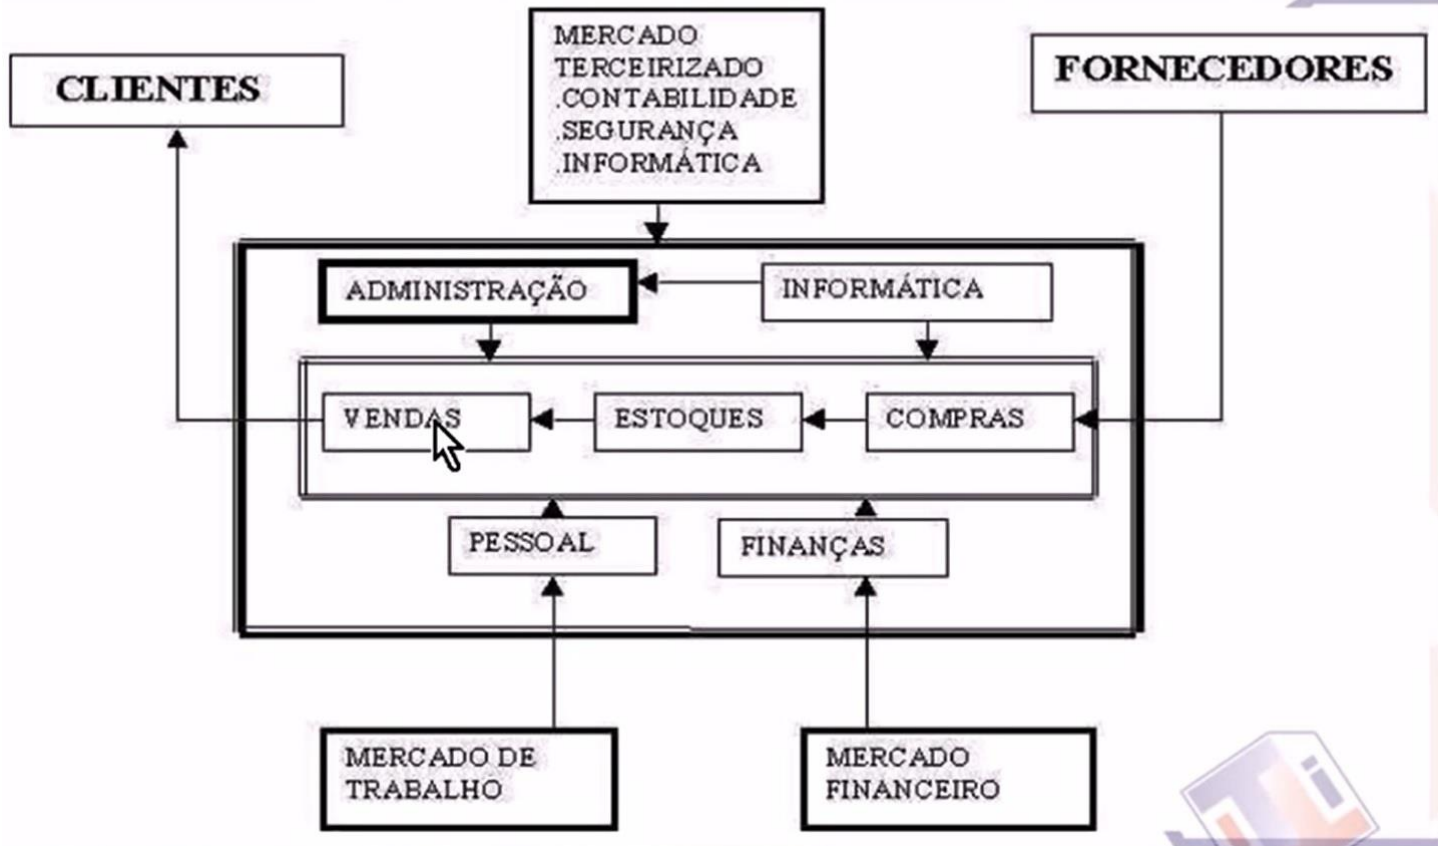 CLIENTES
MERCADO
TERCEIRIZADO
.CONTABILIDADE
.SEGURANÇA
.INFORMÁTICA
FORNECEDORES
ADMINISTRAÇÃO
INFORMÁTICA
VENDAS
ESTOQUES
COMPRAS
PESSOAL
FINANÇAS
MERCADO DE
TRABALHO
MERCADO
FINANCEIRO